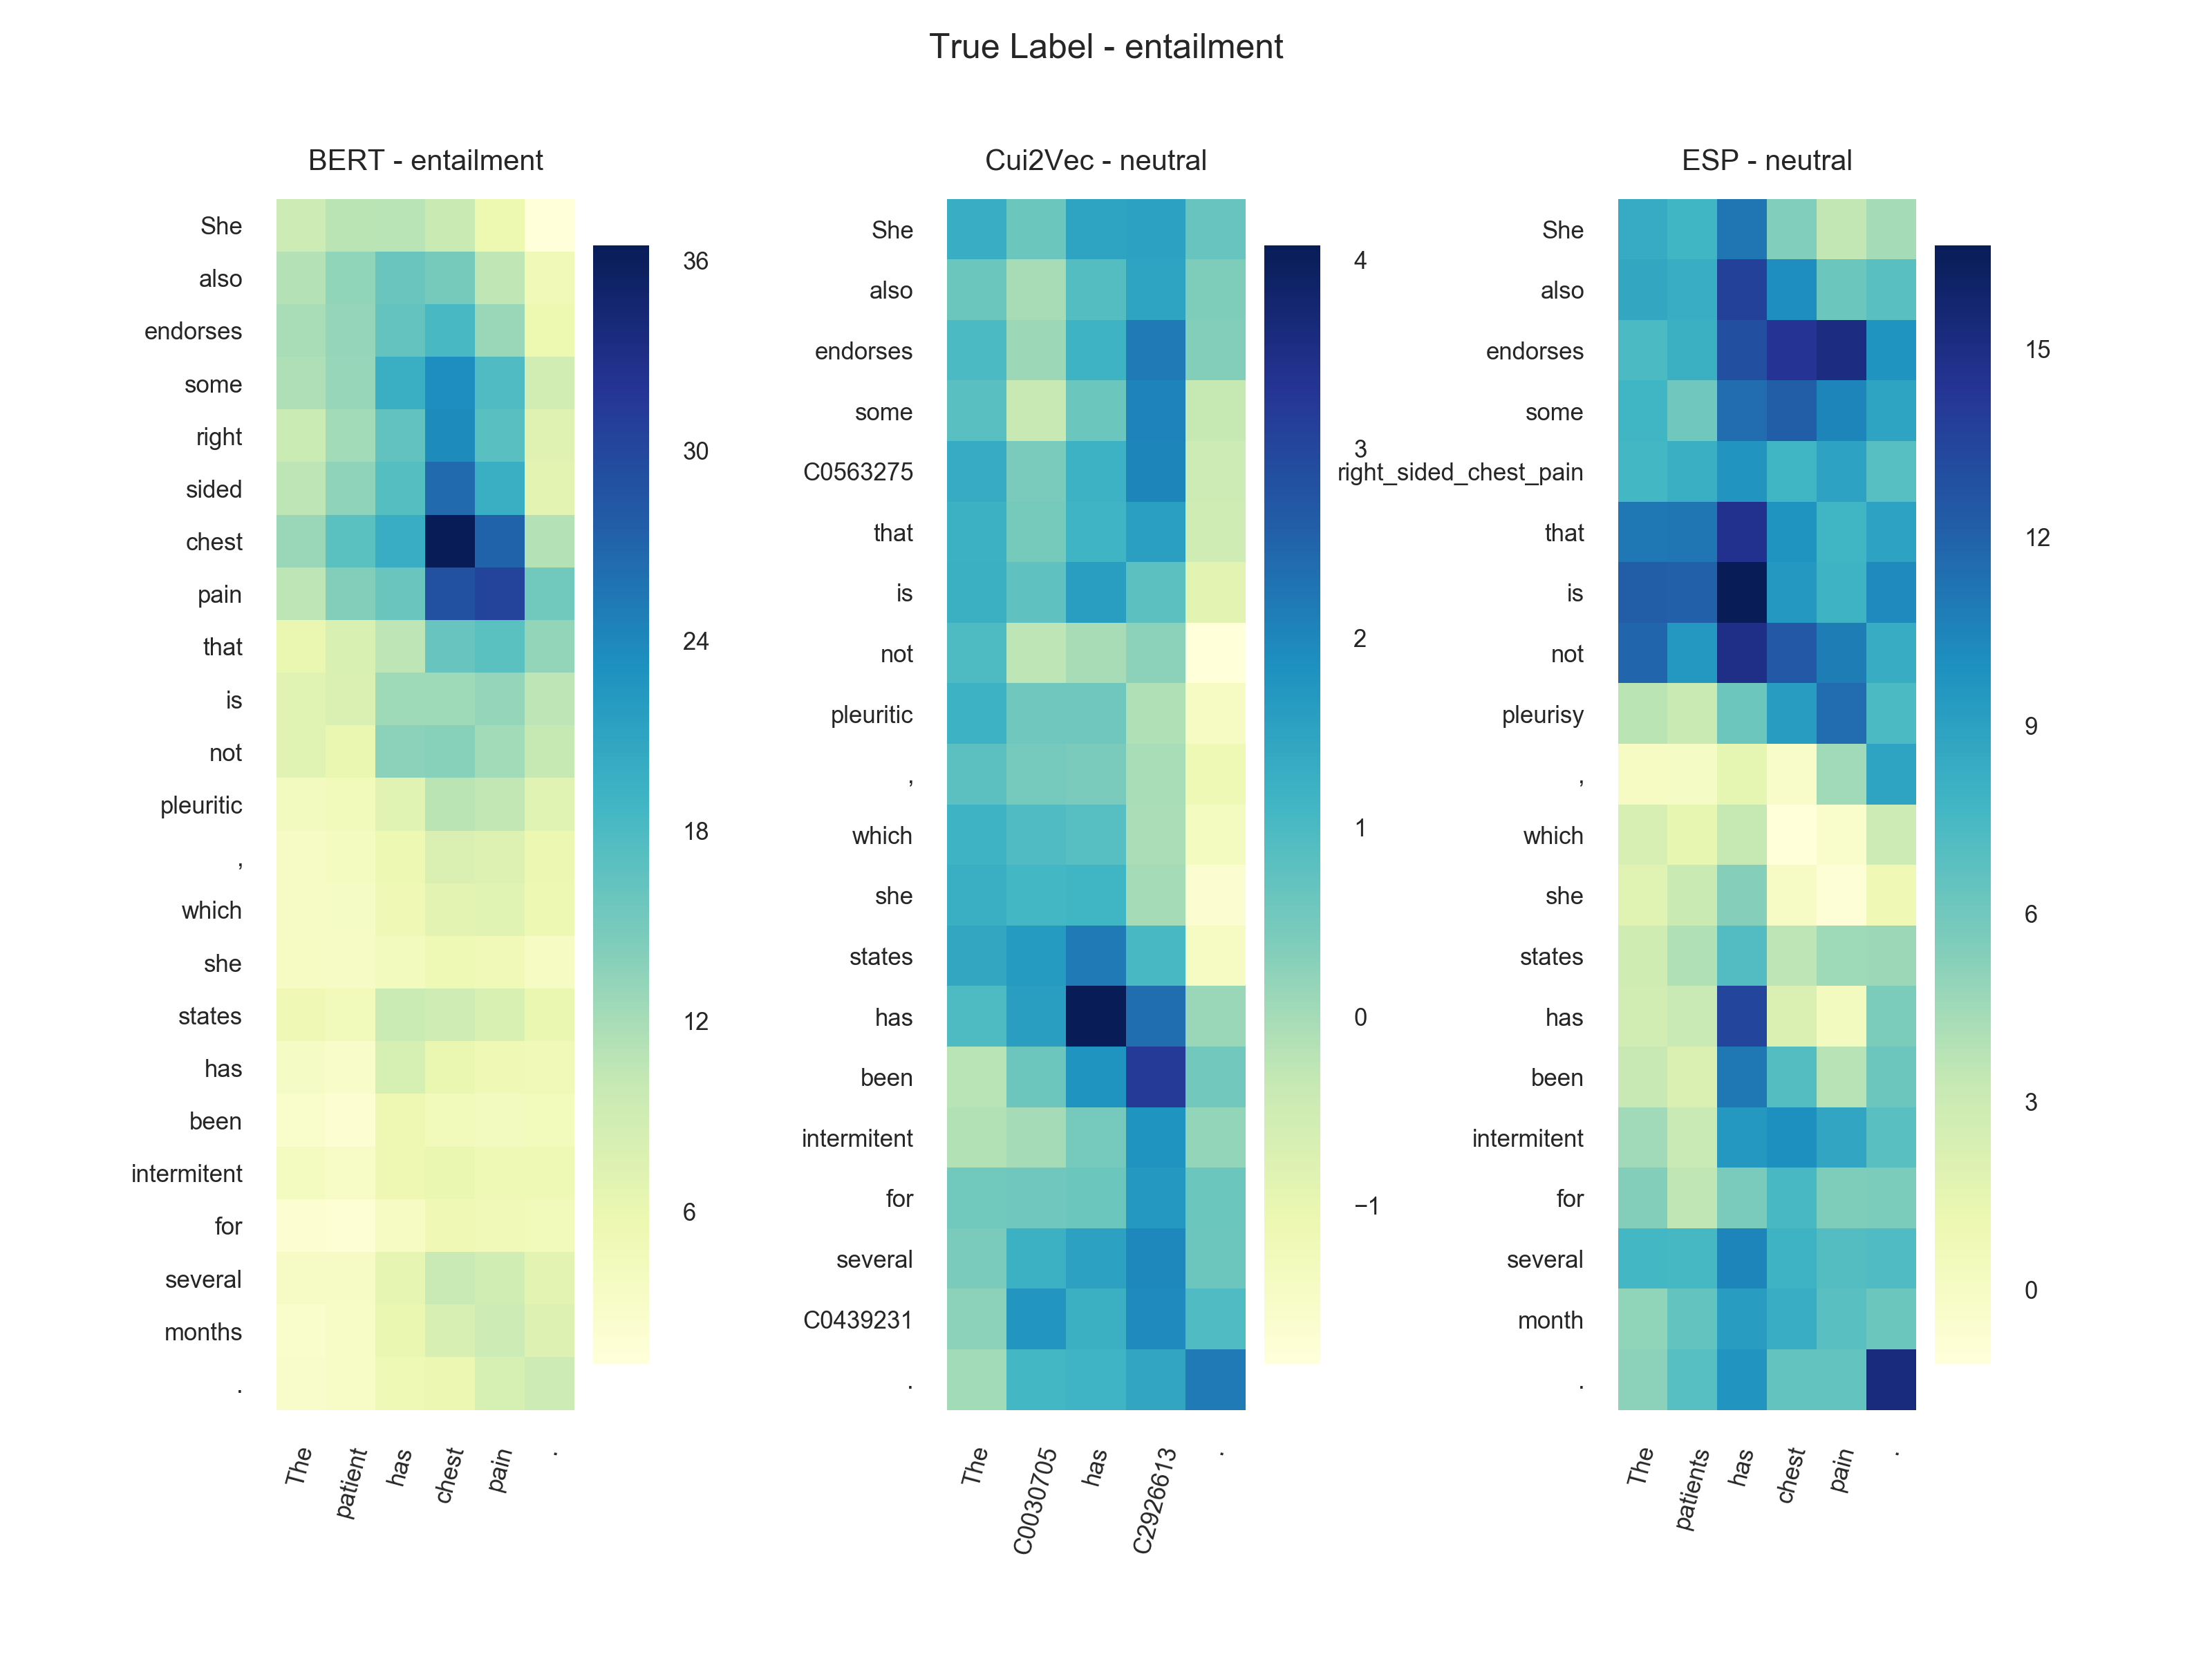 True Label - entailment
BERT - entailment
She
also
endorses
some
right
sided
chest
pain
that
is
not
pleuritic
,
which
she
states
has
been
intermitent
for
several
months
.
The
patient
has
chest
pain
.
36
30
24
18
12
6
Cui2Vec - neutral
She
also
endorses
some
C0563275
that
is
not
pleuritic
,
which
she
states
has
been
intermitent
for
several
C0439231
.
The
C0030705
has
C2926613
.
4
3
2
1
0
−1
ESP - neutral
She
also
endorses
some
right_sided_chest_pain
that
is
not
pleurisy
,
which
she
states
has
been
intermitent
for
several
month
.
The
patients
has
chest
pain
.
15
12
9
6
3
0